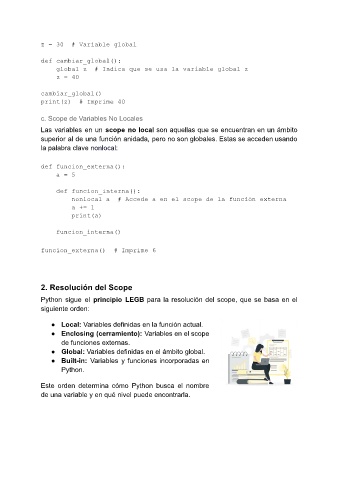 z = 30  # Variable global
def cambiar_global():
    global z  # Indica que se usa la variable global z
    z = 40
cambiar_global()
print(z)  # Imprime 40
c. Scope de Variables No Locales
Las variables en un scope no local son aquellas que se encuentran en un ámbito
superior al de una función anidada, pero no son globales. Estas se acceden usando
la palabra clave nonlocal:
def funcion_externa():
    a = 5
    def funcion_interna():
        nonlocal a  # Accede a en el scope de la función externa
        a += 1
        print(a)
    funcion_interna()
funcion_externa()  # Imprime 6
2. Resolución del Scope
Python sigue el principio LEGB para la resolución del scope, que se basa en el
siguiente orden:
● Local: Variables definidas en la función actual.
● Enclosing (cerramiento): Variables en el scope
de funciones externas.
● Global: Variables definidas en el ámbito global.
● Built-in: Variables y funciones incorporadas en
Python.
Este orden determina cómo Python busca el nombre
de una variable y en qué nivel puede encontrarla.